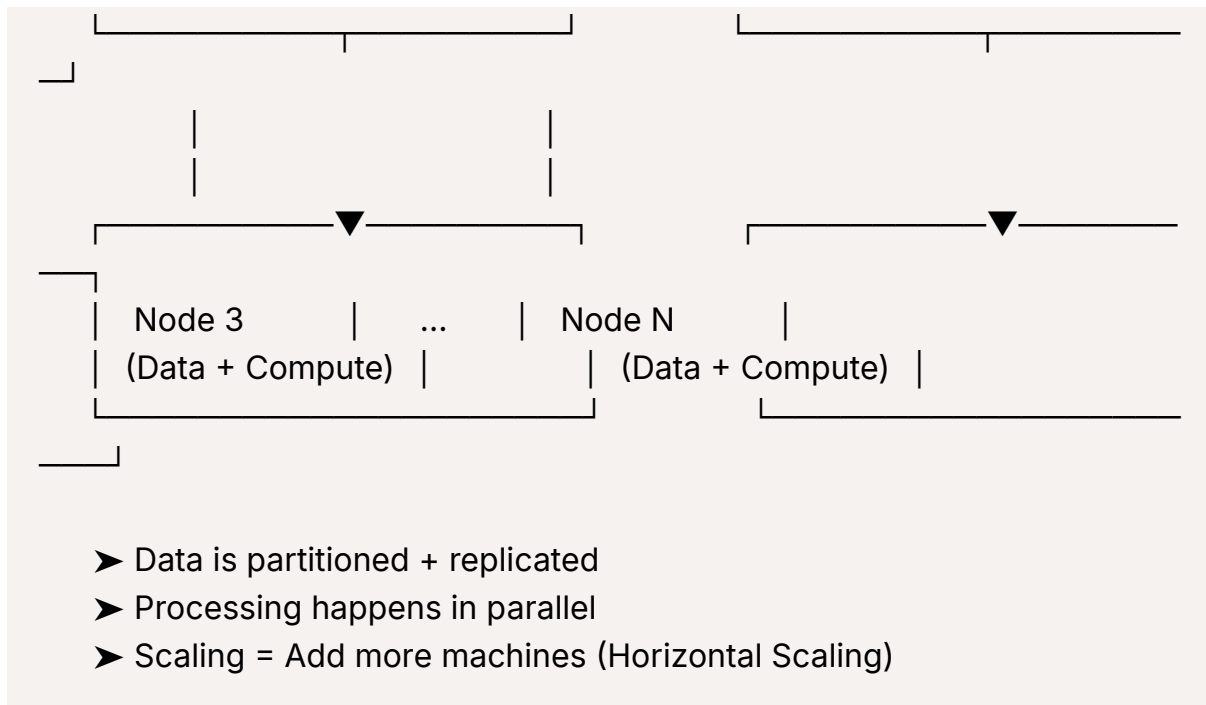 Node 3 ... Node N
(Data + Compute) (Data + Compute)
➤ Data is partitioned + replicated
➤ Processing happens in parallel
➤ Scaling = Add more machines (Horizontal Scaling)